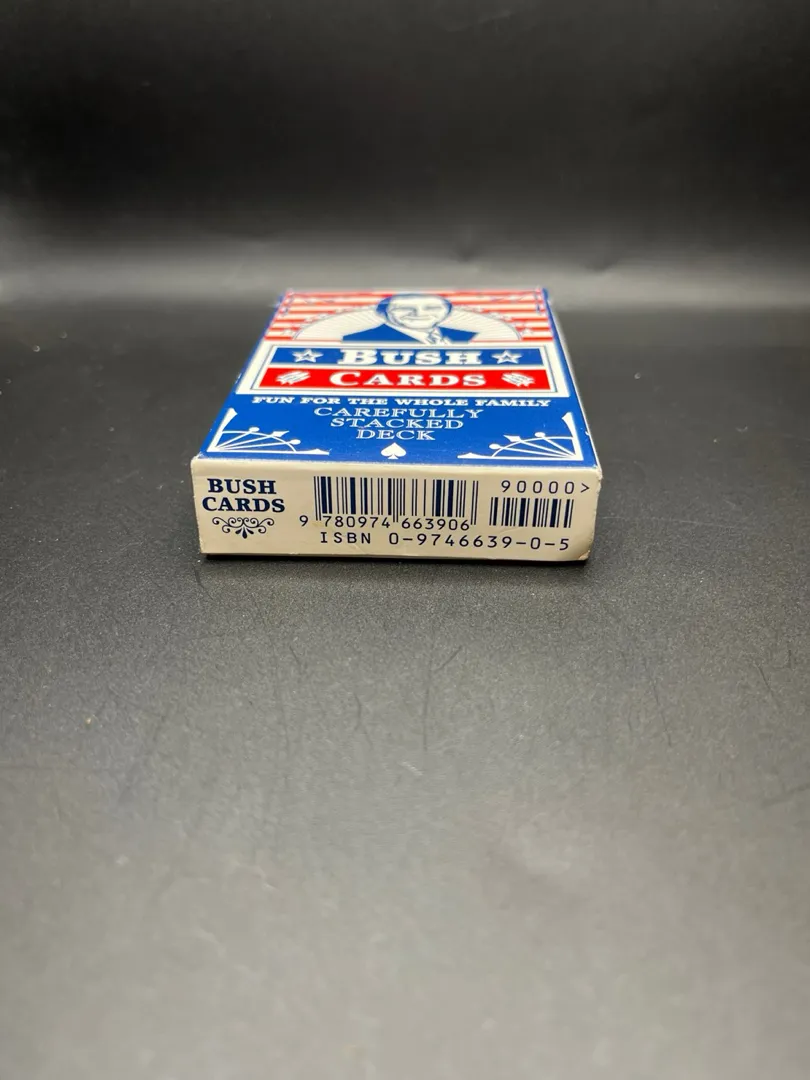 BUSH
CARDS
FUN FOR THE WHOLE FAMILY
CAREFULLY
STACKED
DECK
BUSH
CARDS
90000>
9 780974 663906
ISBN 0-9746639-0-5